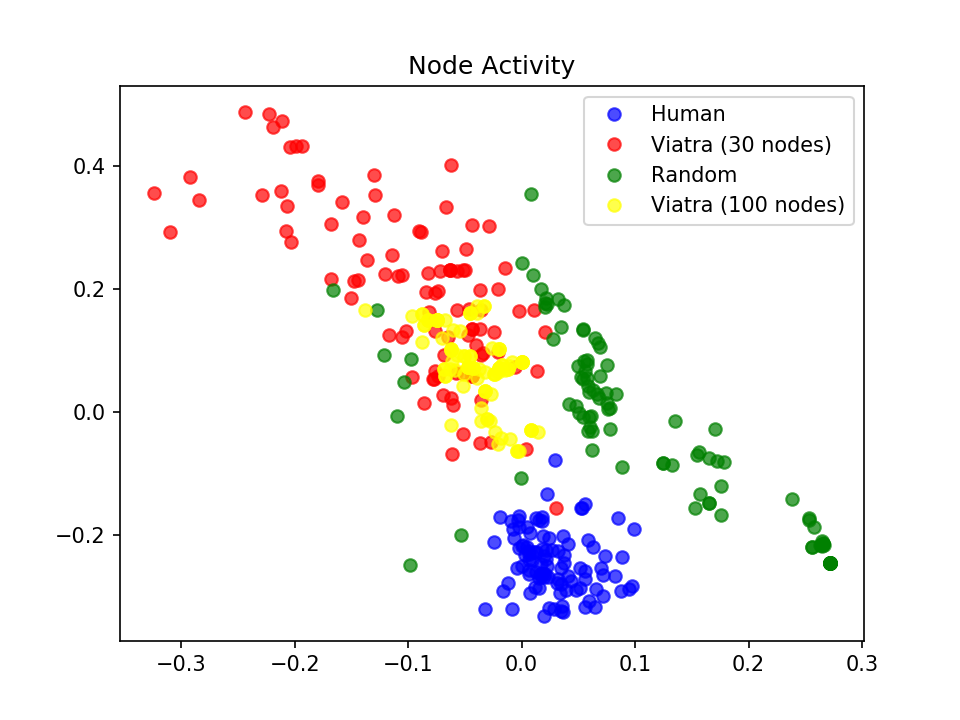 Node Activity
Human
Viatra (30 nodes)
Random
Viatra (100 nodes)
0.4
0.2
0.0
−0.2
−0.3
−0.2
−0.1
0.0
0.1
0.2
0.3